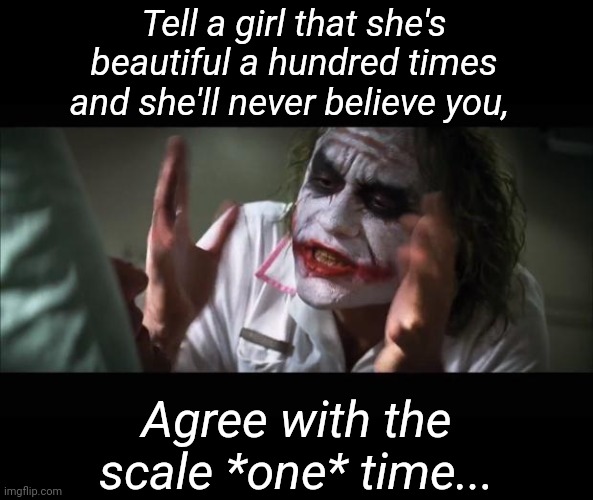 Tell a girl that she's
beautiful a hundred times
and she'll never believe you,
Agree with the
scale *one* time...
imgflip.com